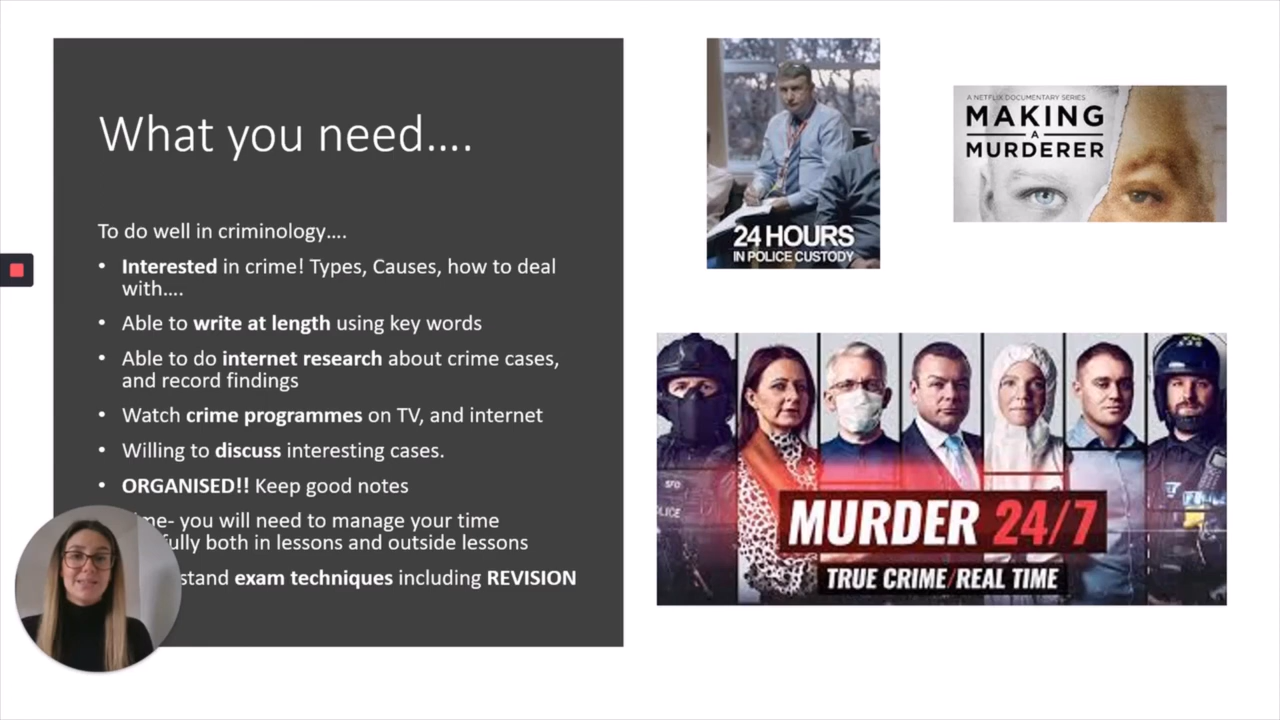 What you need....
To do well in criminology....
• Interested in crime! Types, Causes, how to deal
with....
• Able to write at length using key words
• Able to do internet research about crime cases,
and record findings
• Watch crime programmes on TV, and internet
• Willing to discuss interesting cases.
• ORGANISED!! Keep good notes
you will need to manage your time
both in lessons and outside lessons
exam techniques including REVISION
24 HOURS
IN POLICE CUSTODY
A NETFLIX DOCUMENTARY SERIES
MAKING
A
MURDERER
MURDER 24/7
TRUE CRIME/REAL TIME